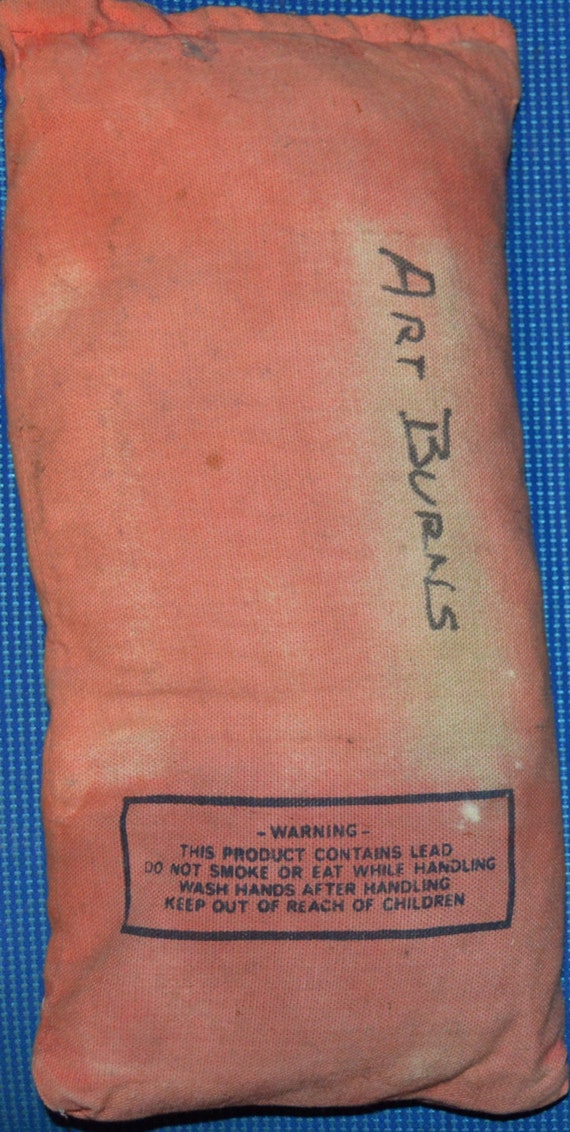 ART BURNS
- WARNING -
THIS PRODUCT CONTAINS LEAD
DO NOT SMOKE OR EAT WHILE HANDLING
WASH HANDS AFTER HANDLING
KEEP OUT OF REACH OF CHILDREN